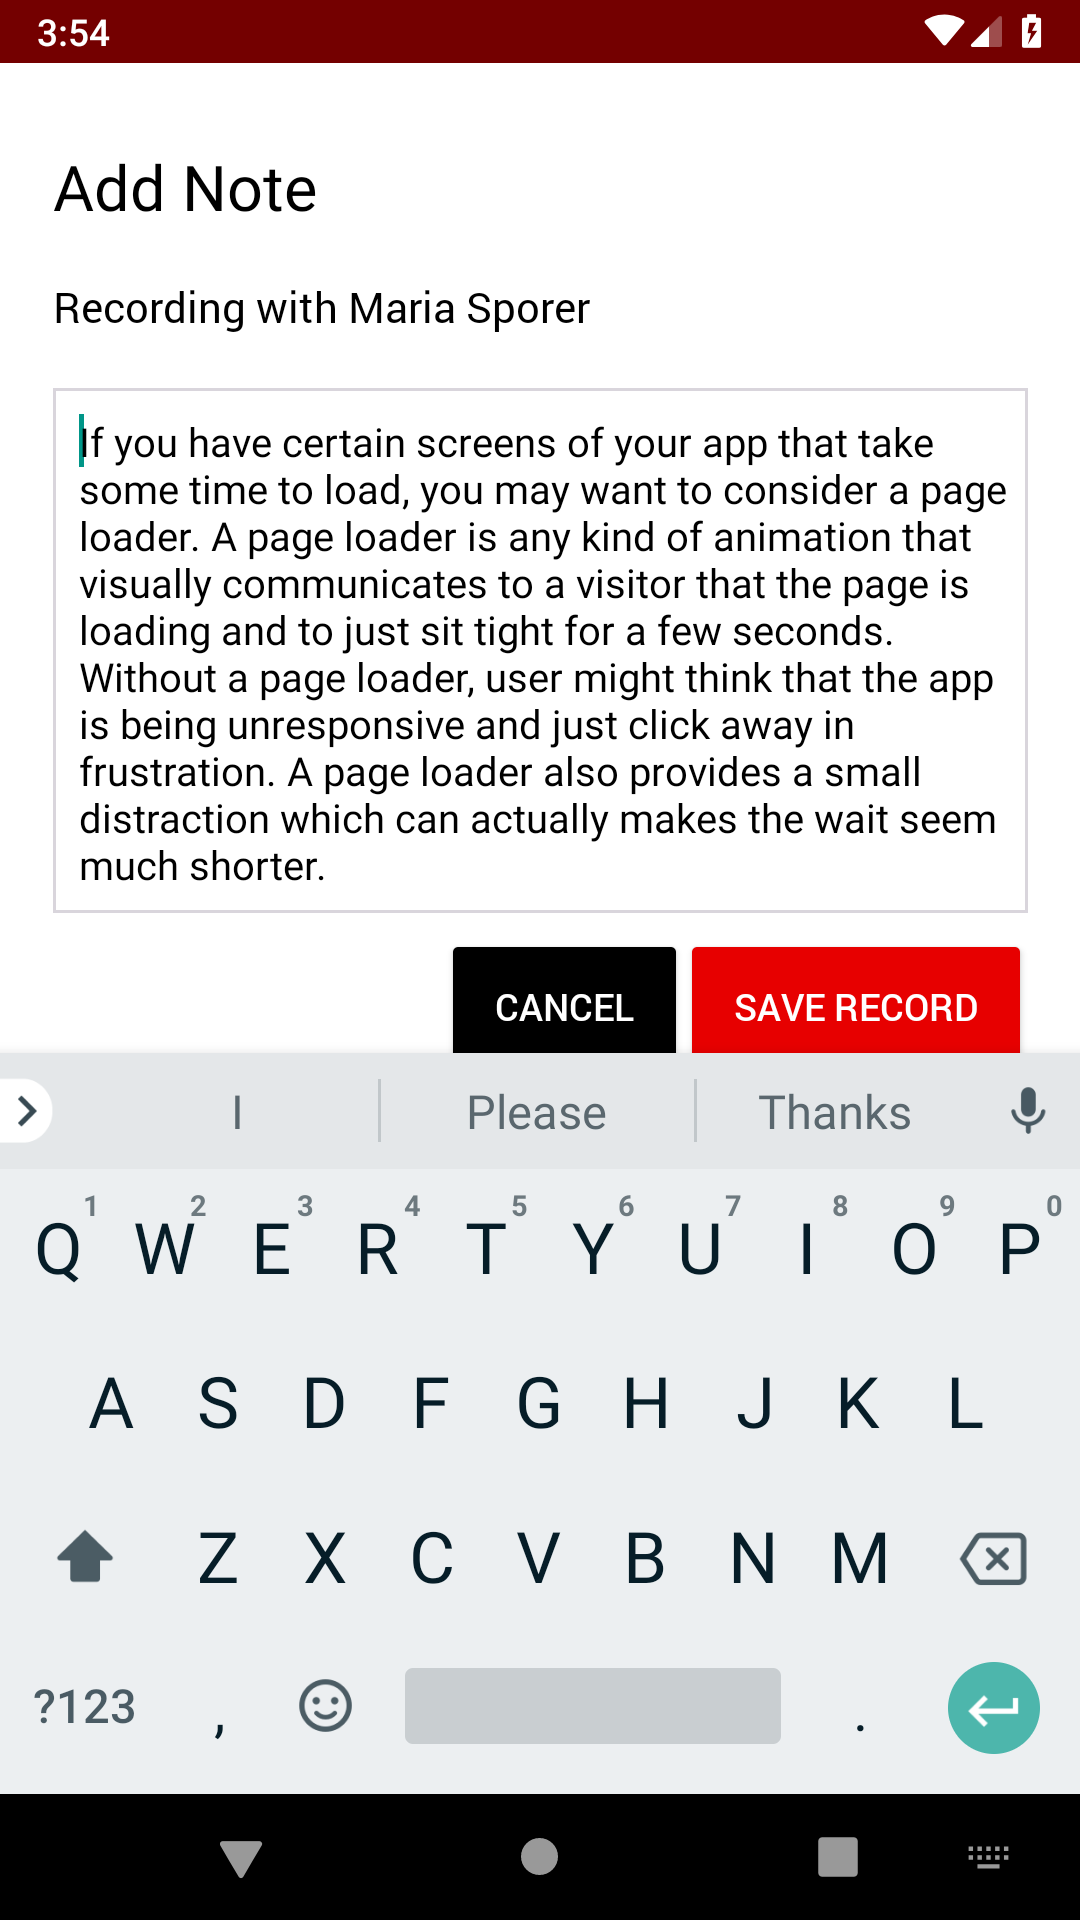 3:54
Add Note
Recording with Maria Sporer
If you have certain screens of your app that take
some time to load, you may want to consider a page
loader. A page loader is any kind of animation that
visually communicates to a visitor that the page is
loading and to just sit tight for a few seconds.
Without a page loader, user might think that the app
is being unresponsive and just click away in
frustration. A page loader also provides a small
distraction which can actually makes the wait seem
much shorter.
CANCEL SAVE RECORD
I Please Thanks
1 2 3 4 5 6 7 8 9 0
Q W E R T Y U I O P
A S D F G H J K L
Z X C V B N M
?123 , .